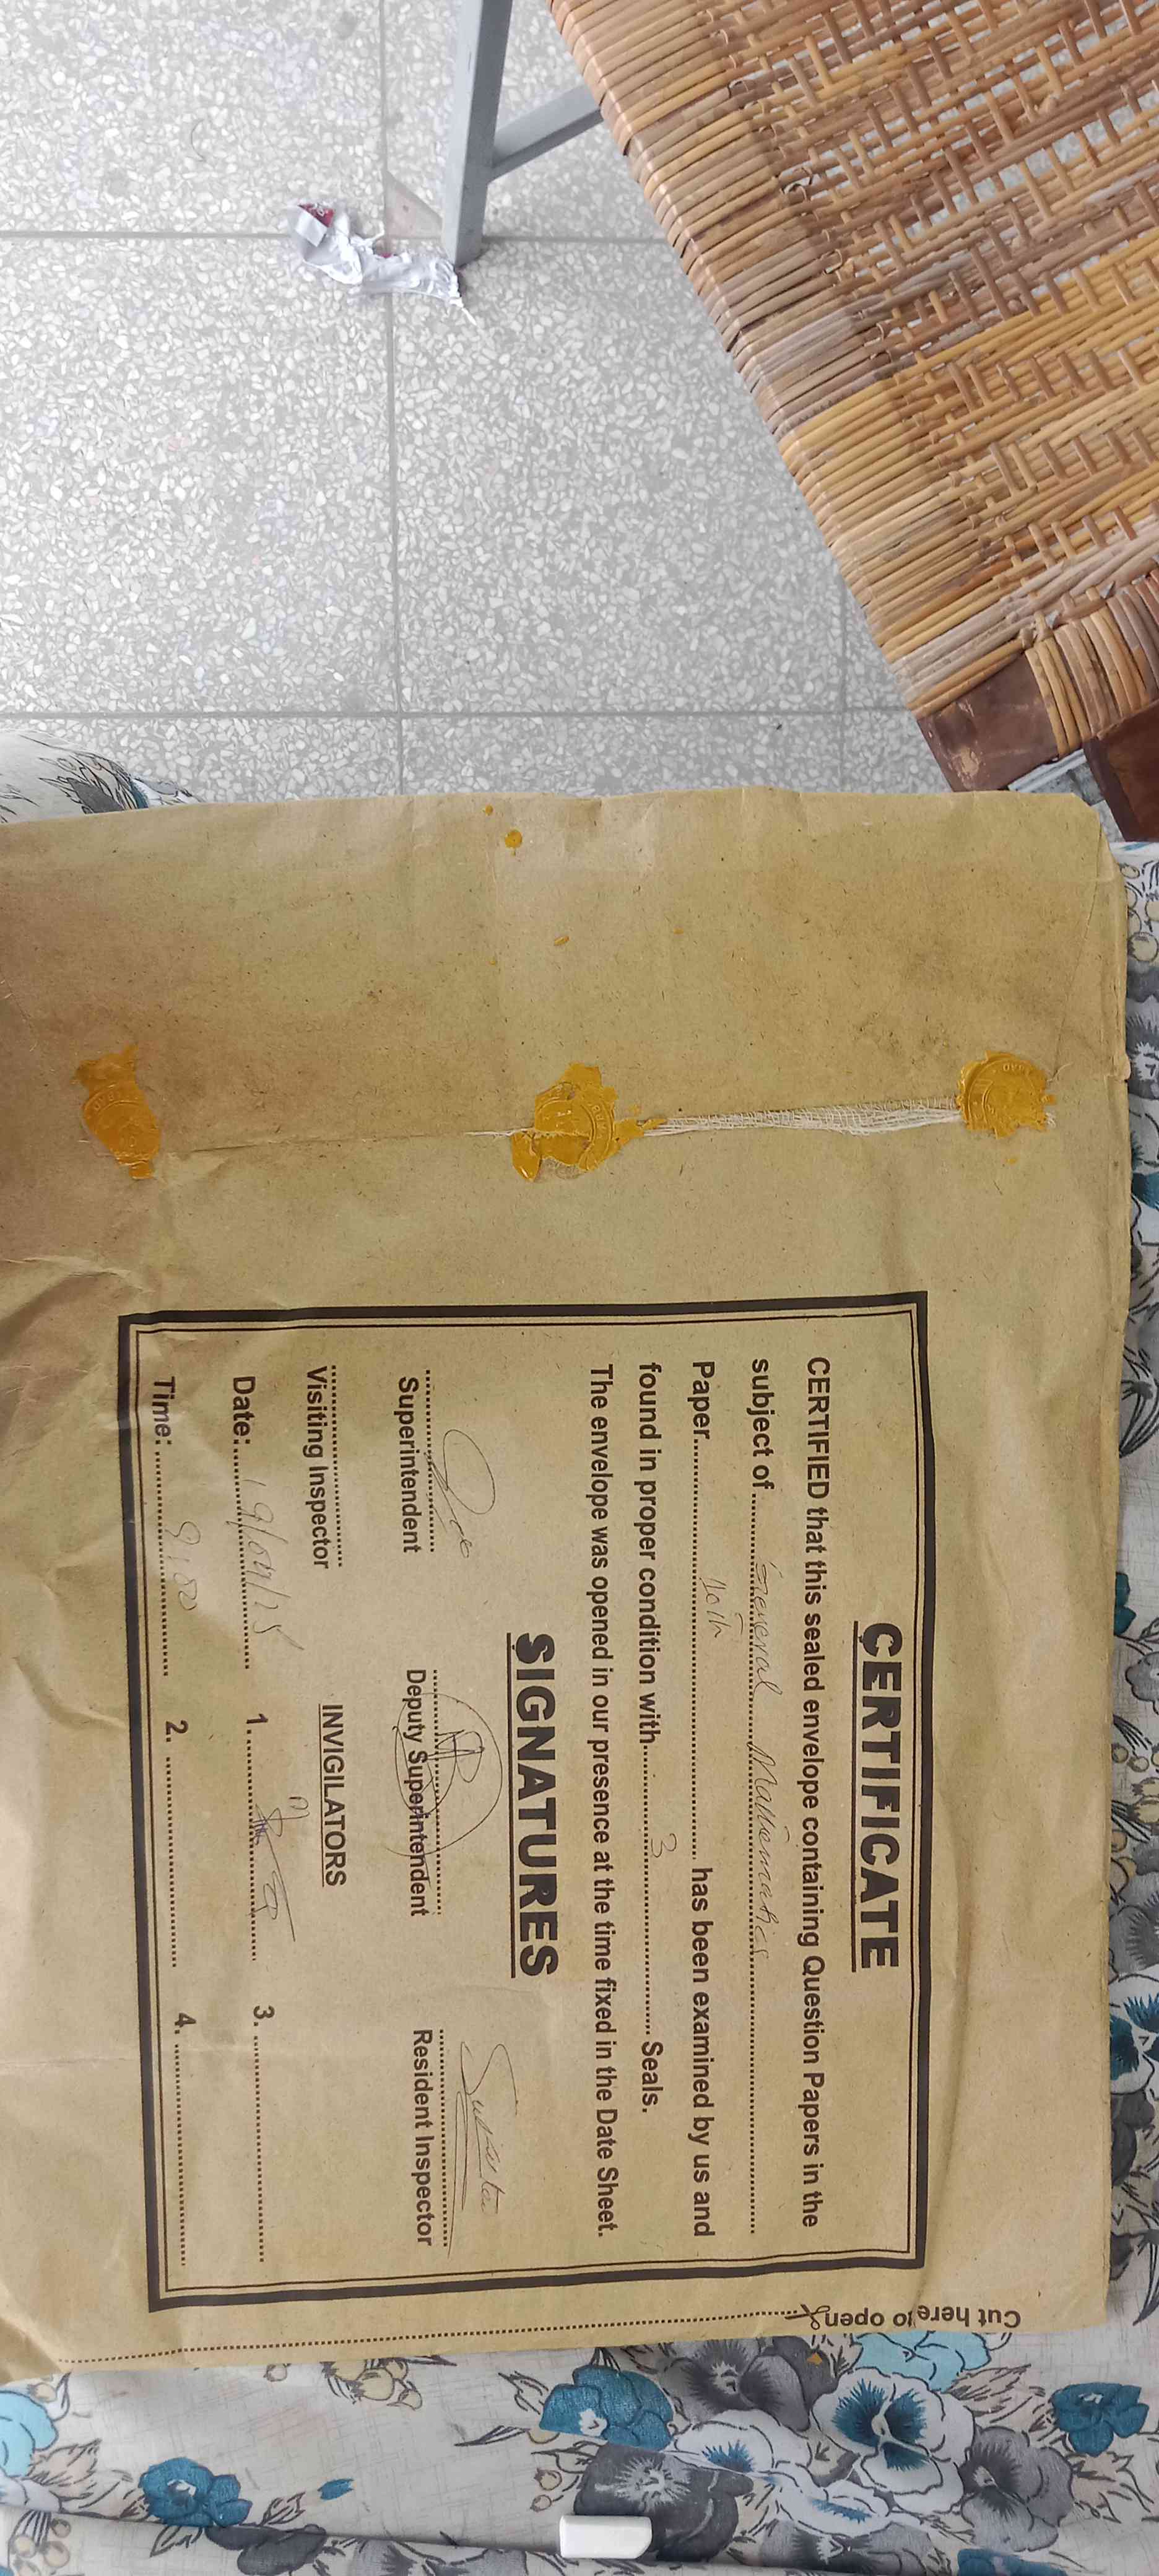 CERTIFICATE
CERTIFIED that this sealed envelope containing Question Papers in the
subject of General Mathematics
Paper 10th has been examined by us and
found in proper condition with 3 Seals.
The envelope was opened in our presence at the time fixed in the Date Sheet.
SIGNATURES
Superintendent Deputy Superintendent Resident Inspector
Visiting Inspector INVIGILATORS
Date: 19/04/25 1. 3.
Time: 9:00 2. 4.
Cut here to open